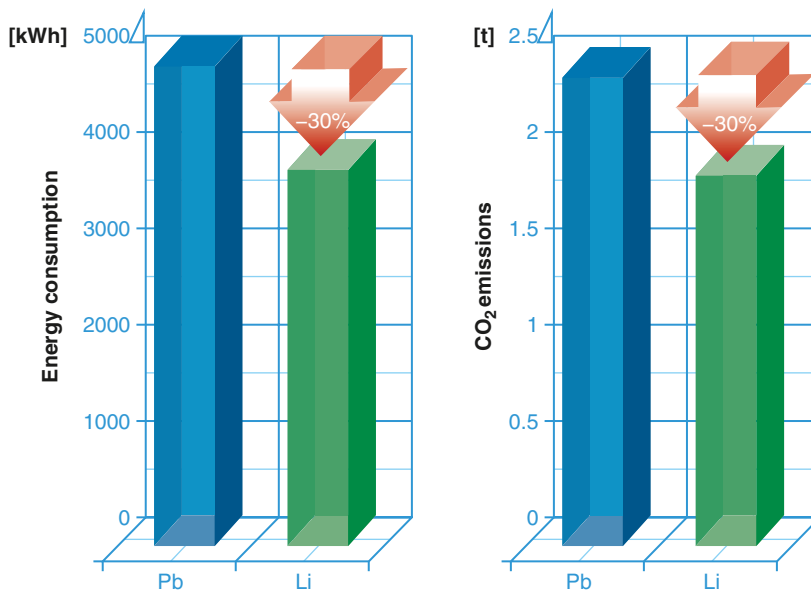 [kWh]
5000
4000
3000
2000
1000
0
Energy consumption
–30%
Pb
Li
[t]
2.5
2
1.5
1
0.5
0
CO₂ emissions
–30%
Pb
Li